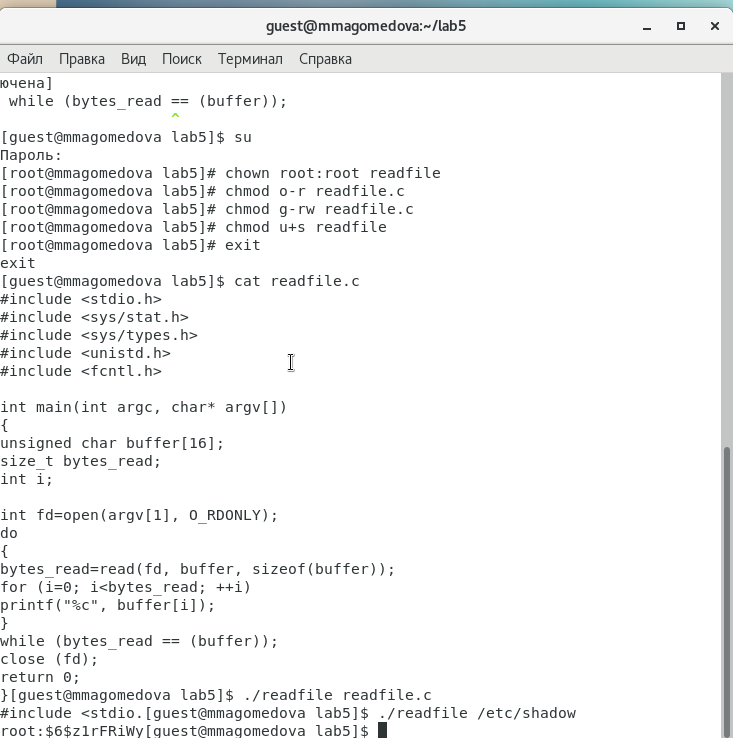 guest@mmagomedova:~/lab5
Файл Правка Вид Поиск Терминал Справка
ючена]
 while (bytes_read == (buffer));
                   ^
[guest@mmagomedova lab5]$ su
Пароль:
[root@mmagomedova lab5]# chown root:root readfile
[root@mmagomedova lab5]# chmod o-r readfile.c
[root@mmagomedova lab5]# chmod g-rw readfile.c
[root@mmagomedova lab5]# chmod u+s readfile
[root@mmagomedova lab5]# exit
exit
[guest@mmagomedova lab5]$ cat readfile.c
#include <stdio.h>
#include <sys/stat.h>
#include <sys/types.h>
#include <unistd.h>
#include <fcntl.h>

int main(int argc, char* argv[])
{
unsigned char buffer[16];
size_t bytes_read;
int i;

int fd=open(argv[1], O_RDONLY);
do
{
bytes_read=read(fd, buffer, sizeof(buffer));
for (i=0; i<bytes_read; ++i)
printf("%c", buffer[i]);
}
while (bytes_read == (buffer));
close (fd);
return 0;
}[guest@mmagomedova lab5]$ ./readfile readfile.c
#include <stdio.[guest@mmagomedova lab5]$ ./readfile /etc/shadow
root:$6$z1rFRiWy[guest@mmagomedova lab5]$